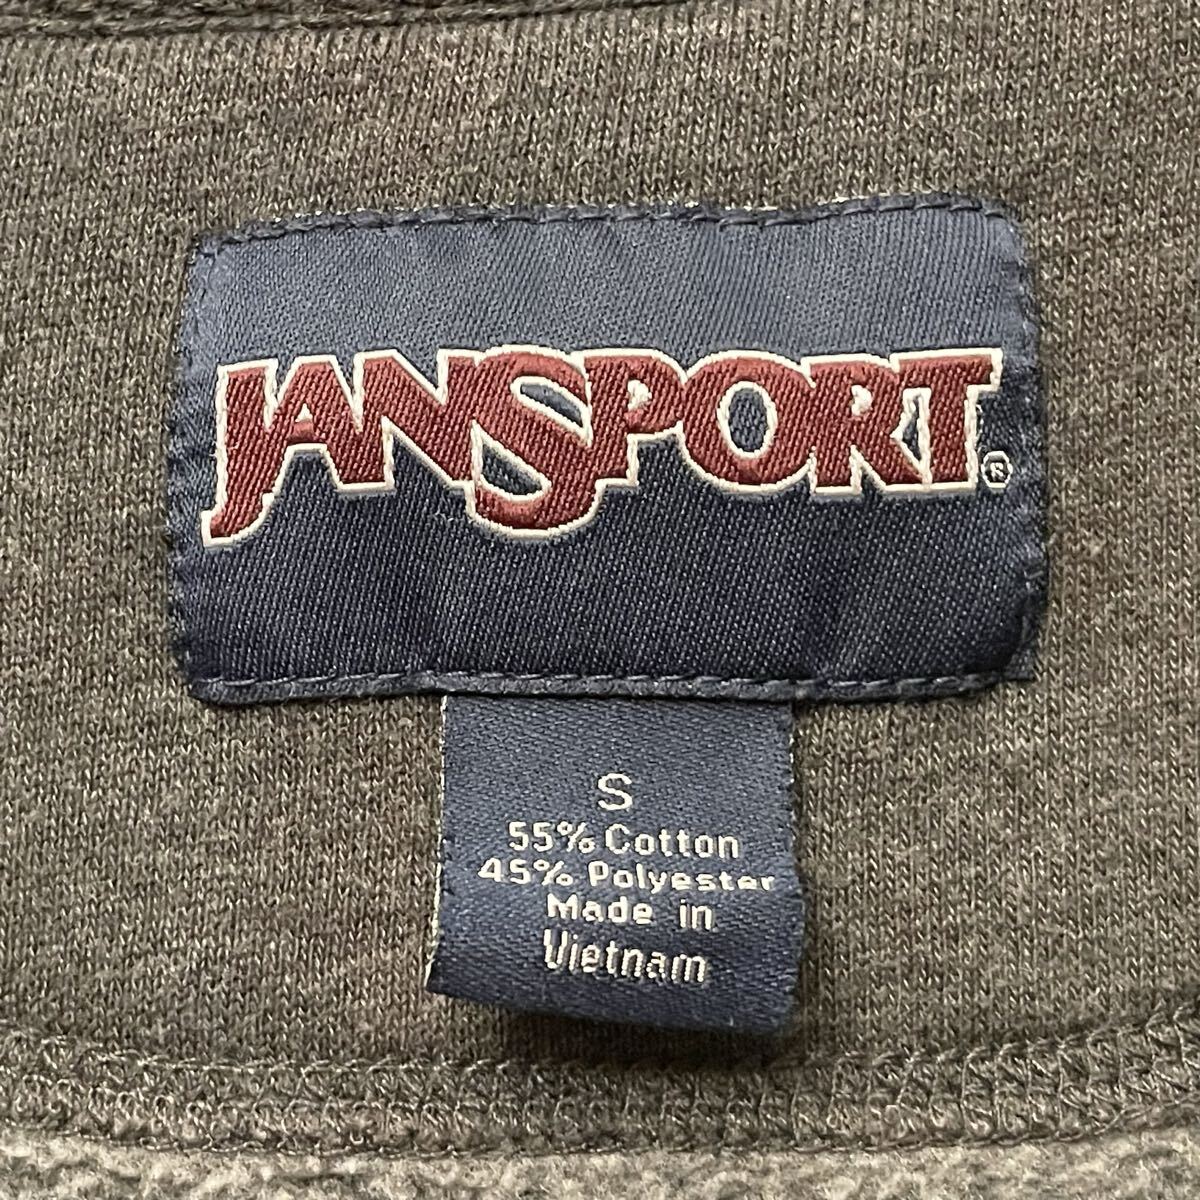 JANSPORT®
S
55% Cotton
45% Polyester
Made in
Vietnam